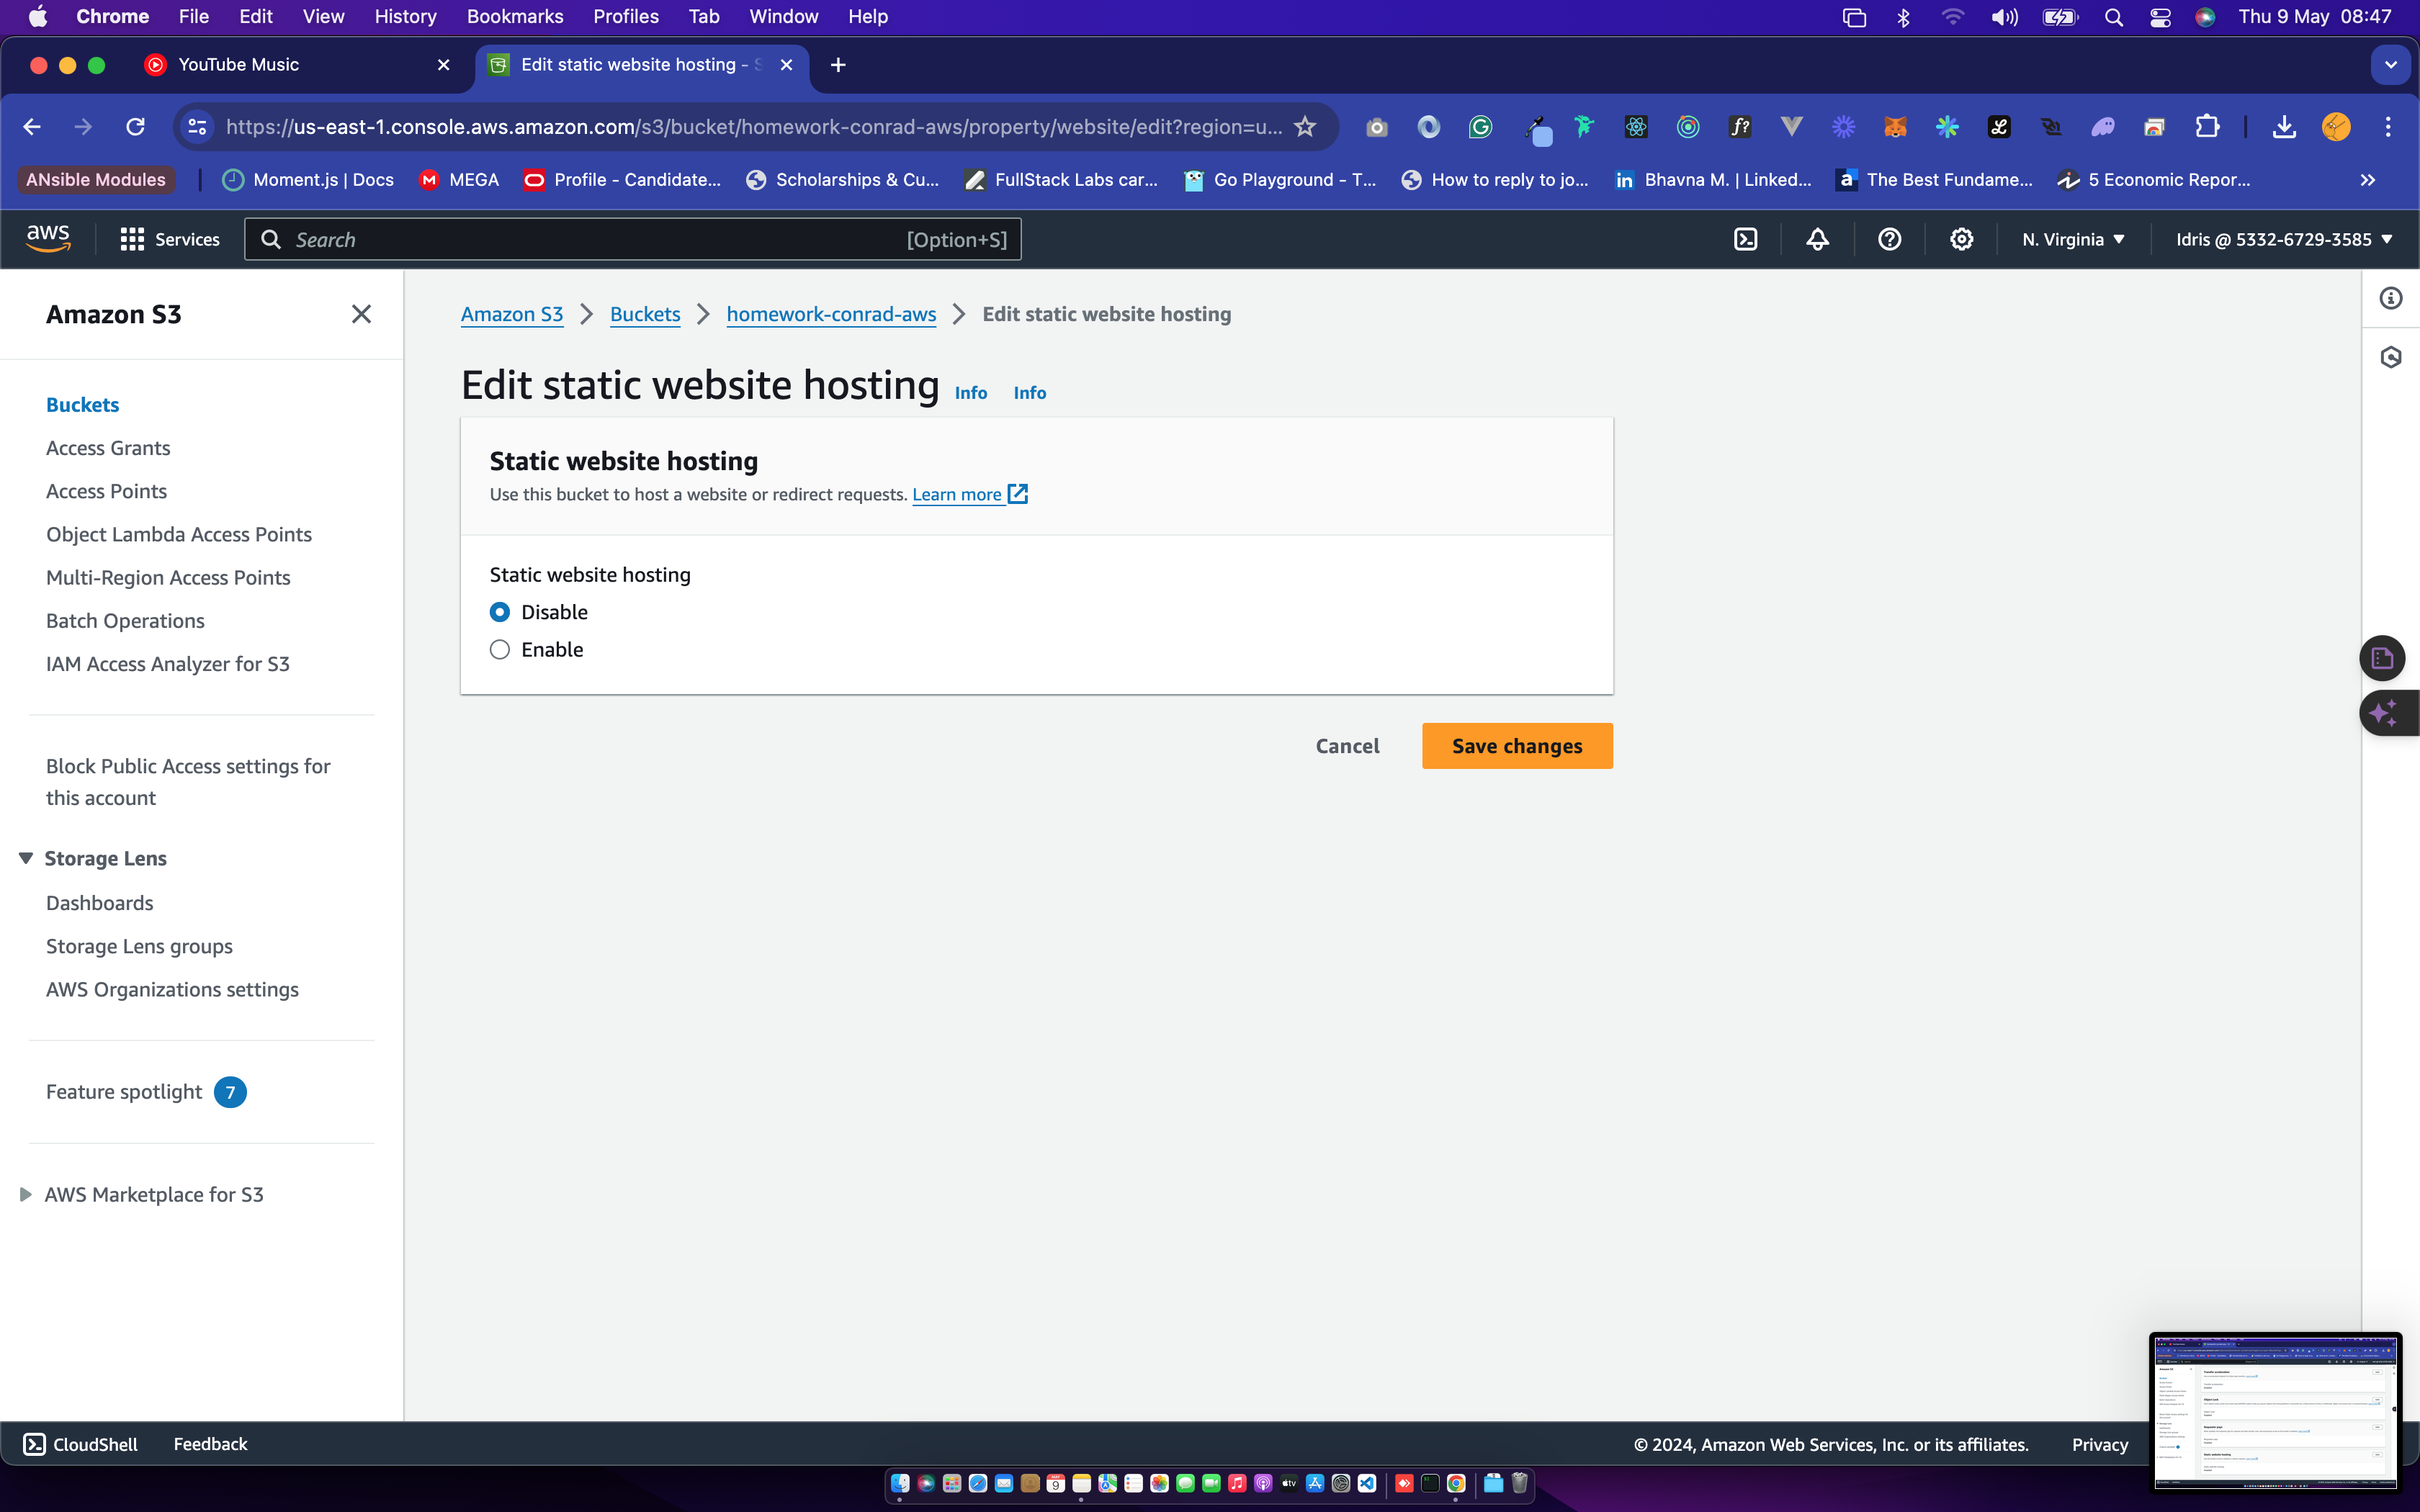 Chrome File Edit View History Bookmarks Profiles Tab Window Help
Thu 9 May 08:47
YouTube Music
Edit static website hosting - S
https://us-east-1.console.aws.amazon.com/s3/bucket/homework-conrad-aws/property/website/edit?region=u...
ANsible Modules
Moment.js | Docs
MEGA
Profile - Candidate...
Scholarships & Cu...
FullStack Labs car...
Go Playground - T...
How to reply to jo...
Bhavna M. | Linked...
The Best Fundame...
5 Economic Repor...
aws
Services
Search
[Option+S]
N. Virginia
Idris @ 5332-6729-3585
Amazon S3
Buckets
Access Grants
Access Points
Object Lambda Access Points
Multi-Region Access Points
Batch Operations
IAM Access Analyzer for S3
Block Public Access settings for
this account
Storage Lens
Dashboards
Storage Lens groups
AWS Organizations settings
Feature spotlight 7
AWS Marketplace for S3
Amazon S3 Buckets homework-conrad-aws Edit static website hosting
Edit static website hosting Info Info
Static website hosting
Use this bucket to host a website or redirect requests. Learn more
Static website hosting
Disable
Enable
Cancel
Save changes
CloudShell
Feedback
© 2024, Amazon Web Services, Inc. or its affiliates.
Privacy